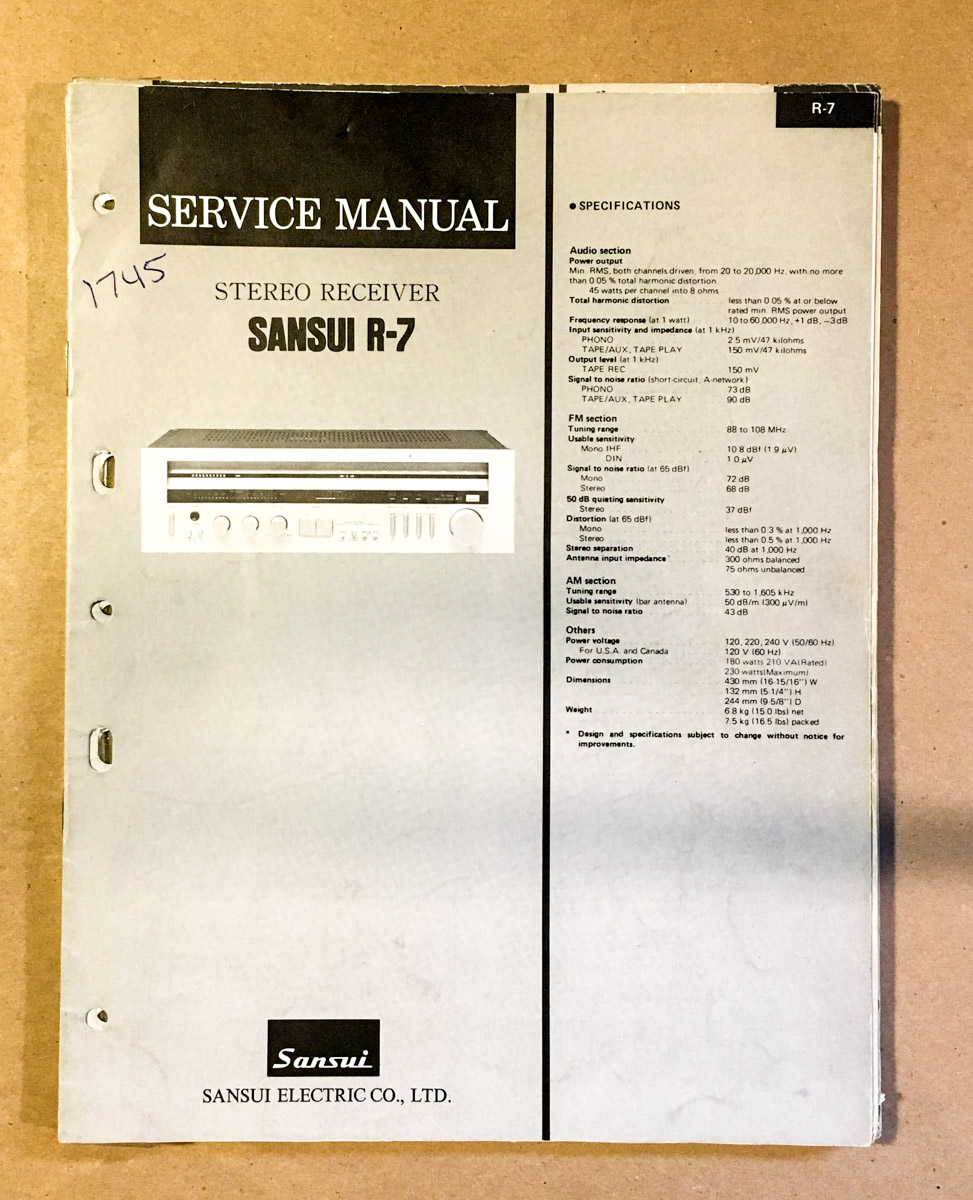 SERVICE MANUAL
1745
STEREO RECEIVER
SANSUI R-7
Sansui
SANSUI ELECTRIC CO., LTD.
R-7
● SPECIFICATIONS
Audio section
Power output
Min. RMS, both channels driven, from 20 to 20,000 Hz, with no more
than 0.05 % total harmonic distortion
45 watts per channel into 8 ohms
Total harmonic distortion less than 0.05 % at or below
rated min. RMS power output
Frequency response (at 1 watt) 10 to 60,000 Hz, +1 dB, −3 dB
Input sensitivity and impedance (at 1 kHz)
PHONO 2.5 mV/47 kilohms
TAPE/AUX, TAPE PLAY 150 mV/47 kilohms
Output level (at 1 kHz)
TAPE REC 150 mV
Signal to noise ratio (short-circuit, A-network)
PHONO 73 dB
TAPE/AUX, TAPE PLAY 90 dB
FM section
Tuning range 88 to 108 MHz
Usable sensitivity
Mono IHF 10.8 dBf (1.9 μV)
DIN 1.0 μV
Signal to noise ratio (at 65 dBf)
Mono 72 dB
Stereo 68 dB
50 dB quieting sensitivity
Stereo 37 dBf
Distortion (at 65 dBf)
Mono less than 0.3 % at 1,000 Hz
Stereo less than 0.5 % at 1,000 Hz
Stereo separation 40 dB at 1,000 Hz
Antenna input impedance 300 ohms balanced
75 ohms unbalanced
AM section
Tuning range 530 to 1,605 kHz
Usable sensitivity (bar antenna) 50 dB/m (300 μV/m)
Signal to noise ratio 43 dB
Others
Power voltage 120, 220, 240 V (50/60 Hz)
For U.S.A. and Canada 120 V (60 Hz)
Power consumption 180 watts 210 VA(Rated)
230 watts(Maximum)
Dimensions 430 mm (16-15/16") W
132 mm (5-1/4") H
244 mm (9-5/8") D
Weight 6.8 kg (15.0 lbs) net
7.5 kg (16.5 lbs) packed
* Design and specifications subject to change without notice for
improvements.